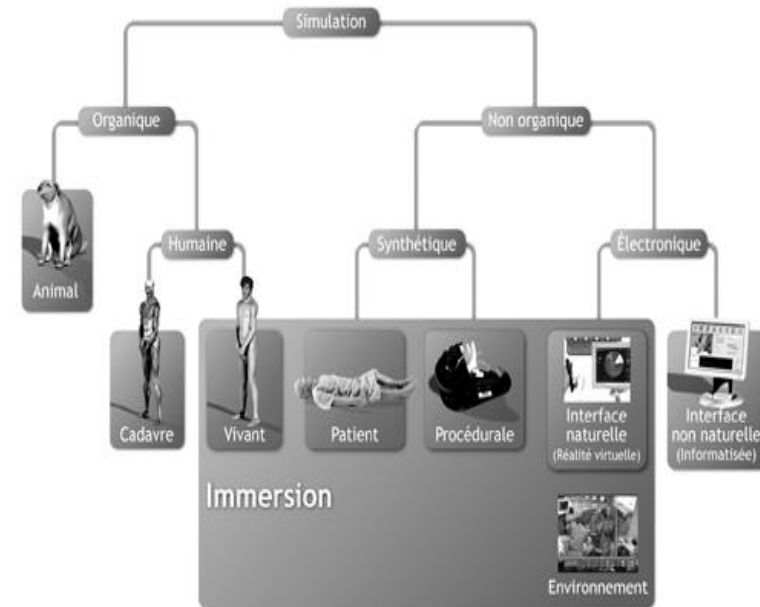 Simulation
Organique
Non organique
Humaine
Synthétique
Électronique
Animal
Cadavre
Vivant
Patient
Procédurale
Interface
naturelle
(Réalité virtuelle)
Interface
non naturelle
(Informatisée)
Immersion
Environnement